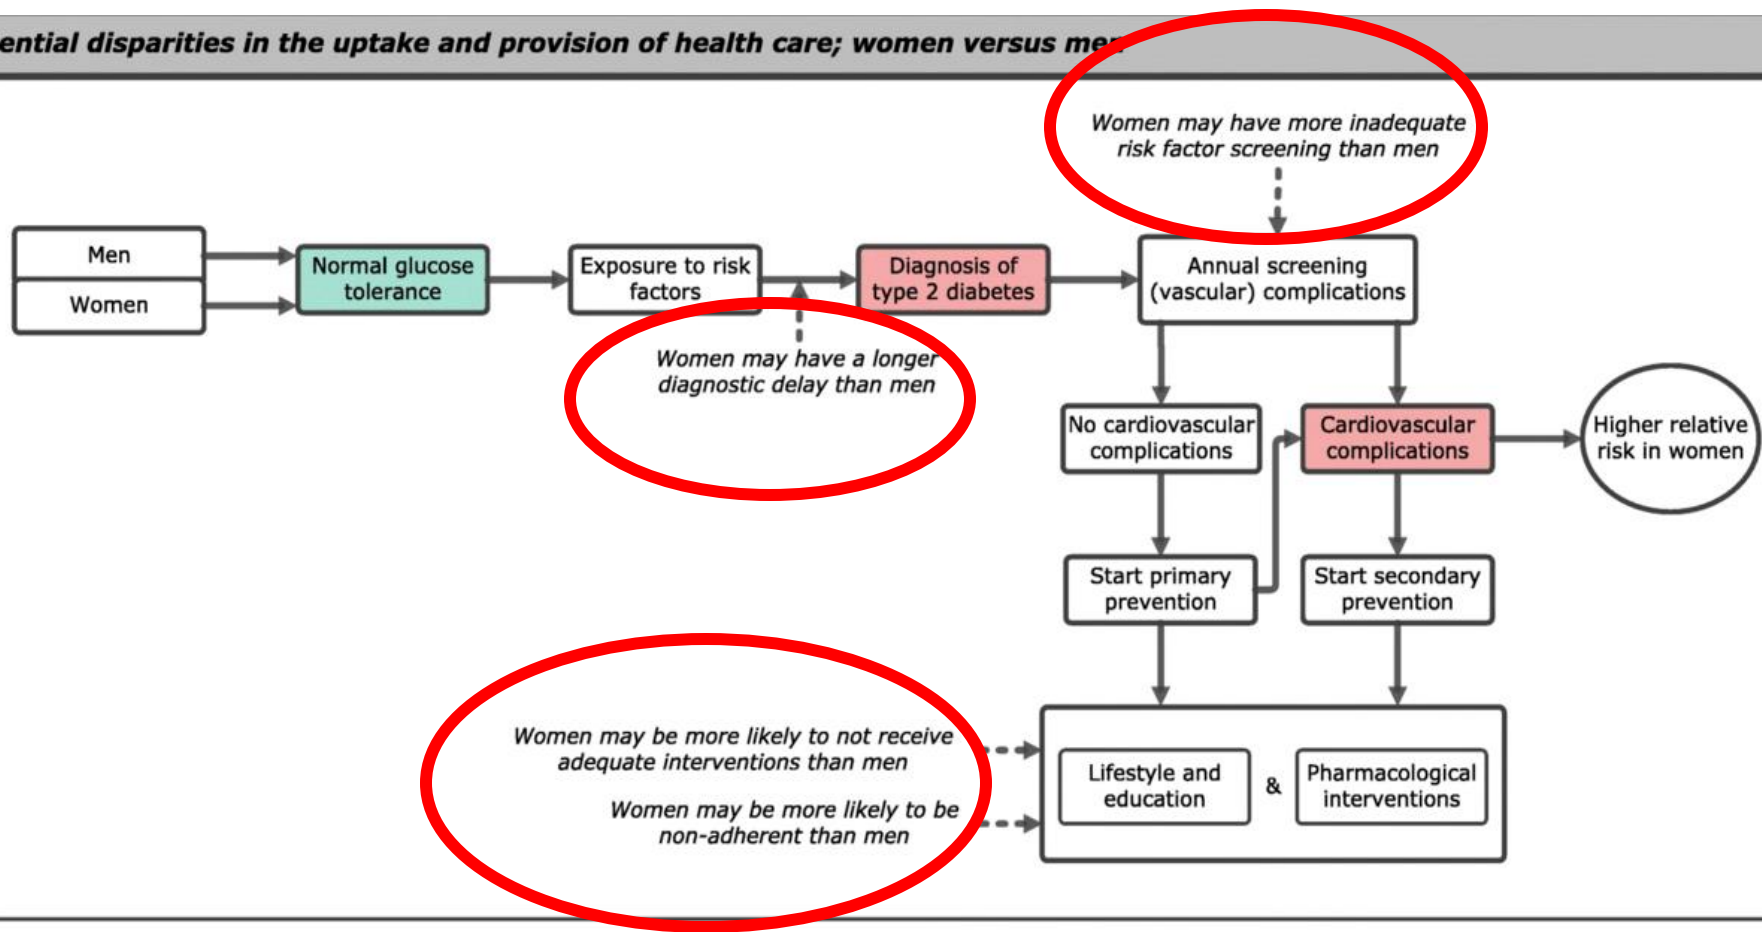 ential disparities in the uptake and provision of health care; women versus men
Women may have more inadequate
risk factor screening than men
Men
Women
Normal glucose
tolerance
Exposure to risk
factors
Diagnosis of
type 2 diabetes
Annual screening
(vascular) complications
Women may have a longer
diagnostic delay than men
No cardiovascular
complications
Cardiovascular
complications
Higher relative
risk in women
Start primary
prevention
Start secondary
prevention
Women may be more likely to not receive
adequate interventions than men
Women may be more likely to be
non-adherent than men
Lifestyle and
education
&
Pharmacological
interventions